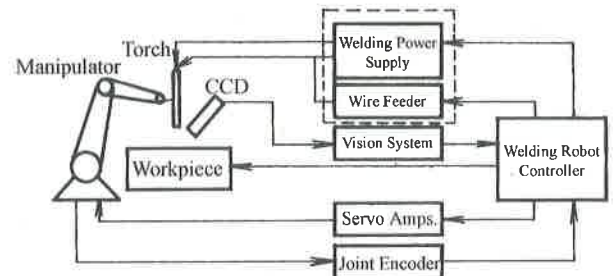 Torch
Manipulator
CCD
Welding Power
Supply
Wire Feeder
Vision System
Workpiece
Welding Robot
Controller
Servo Amps.
Joint Encoder